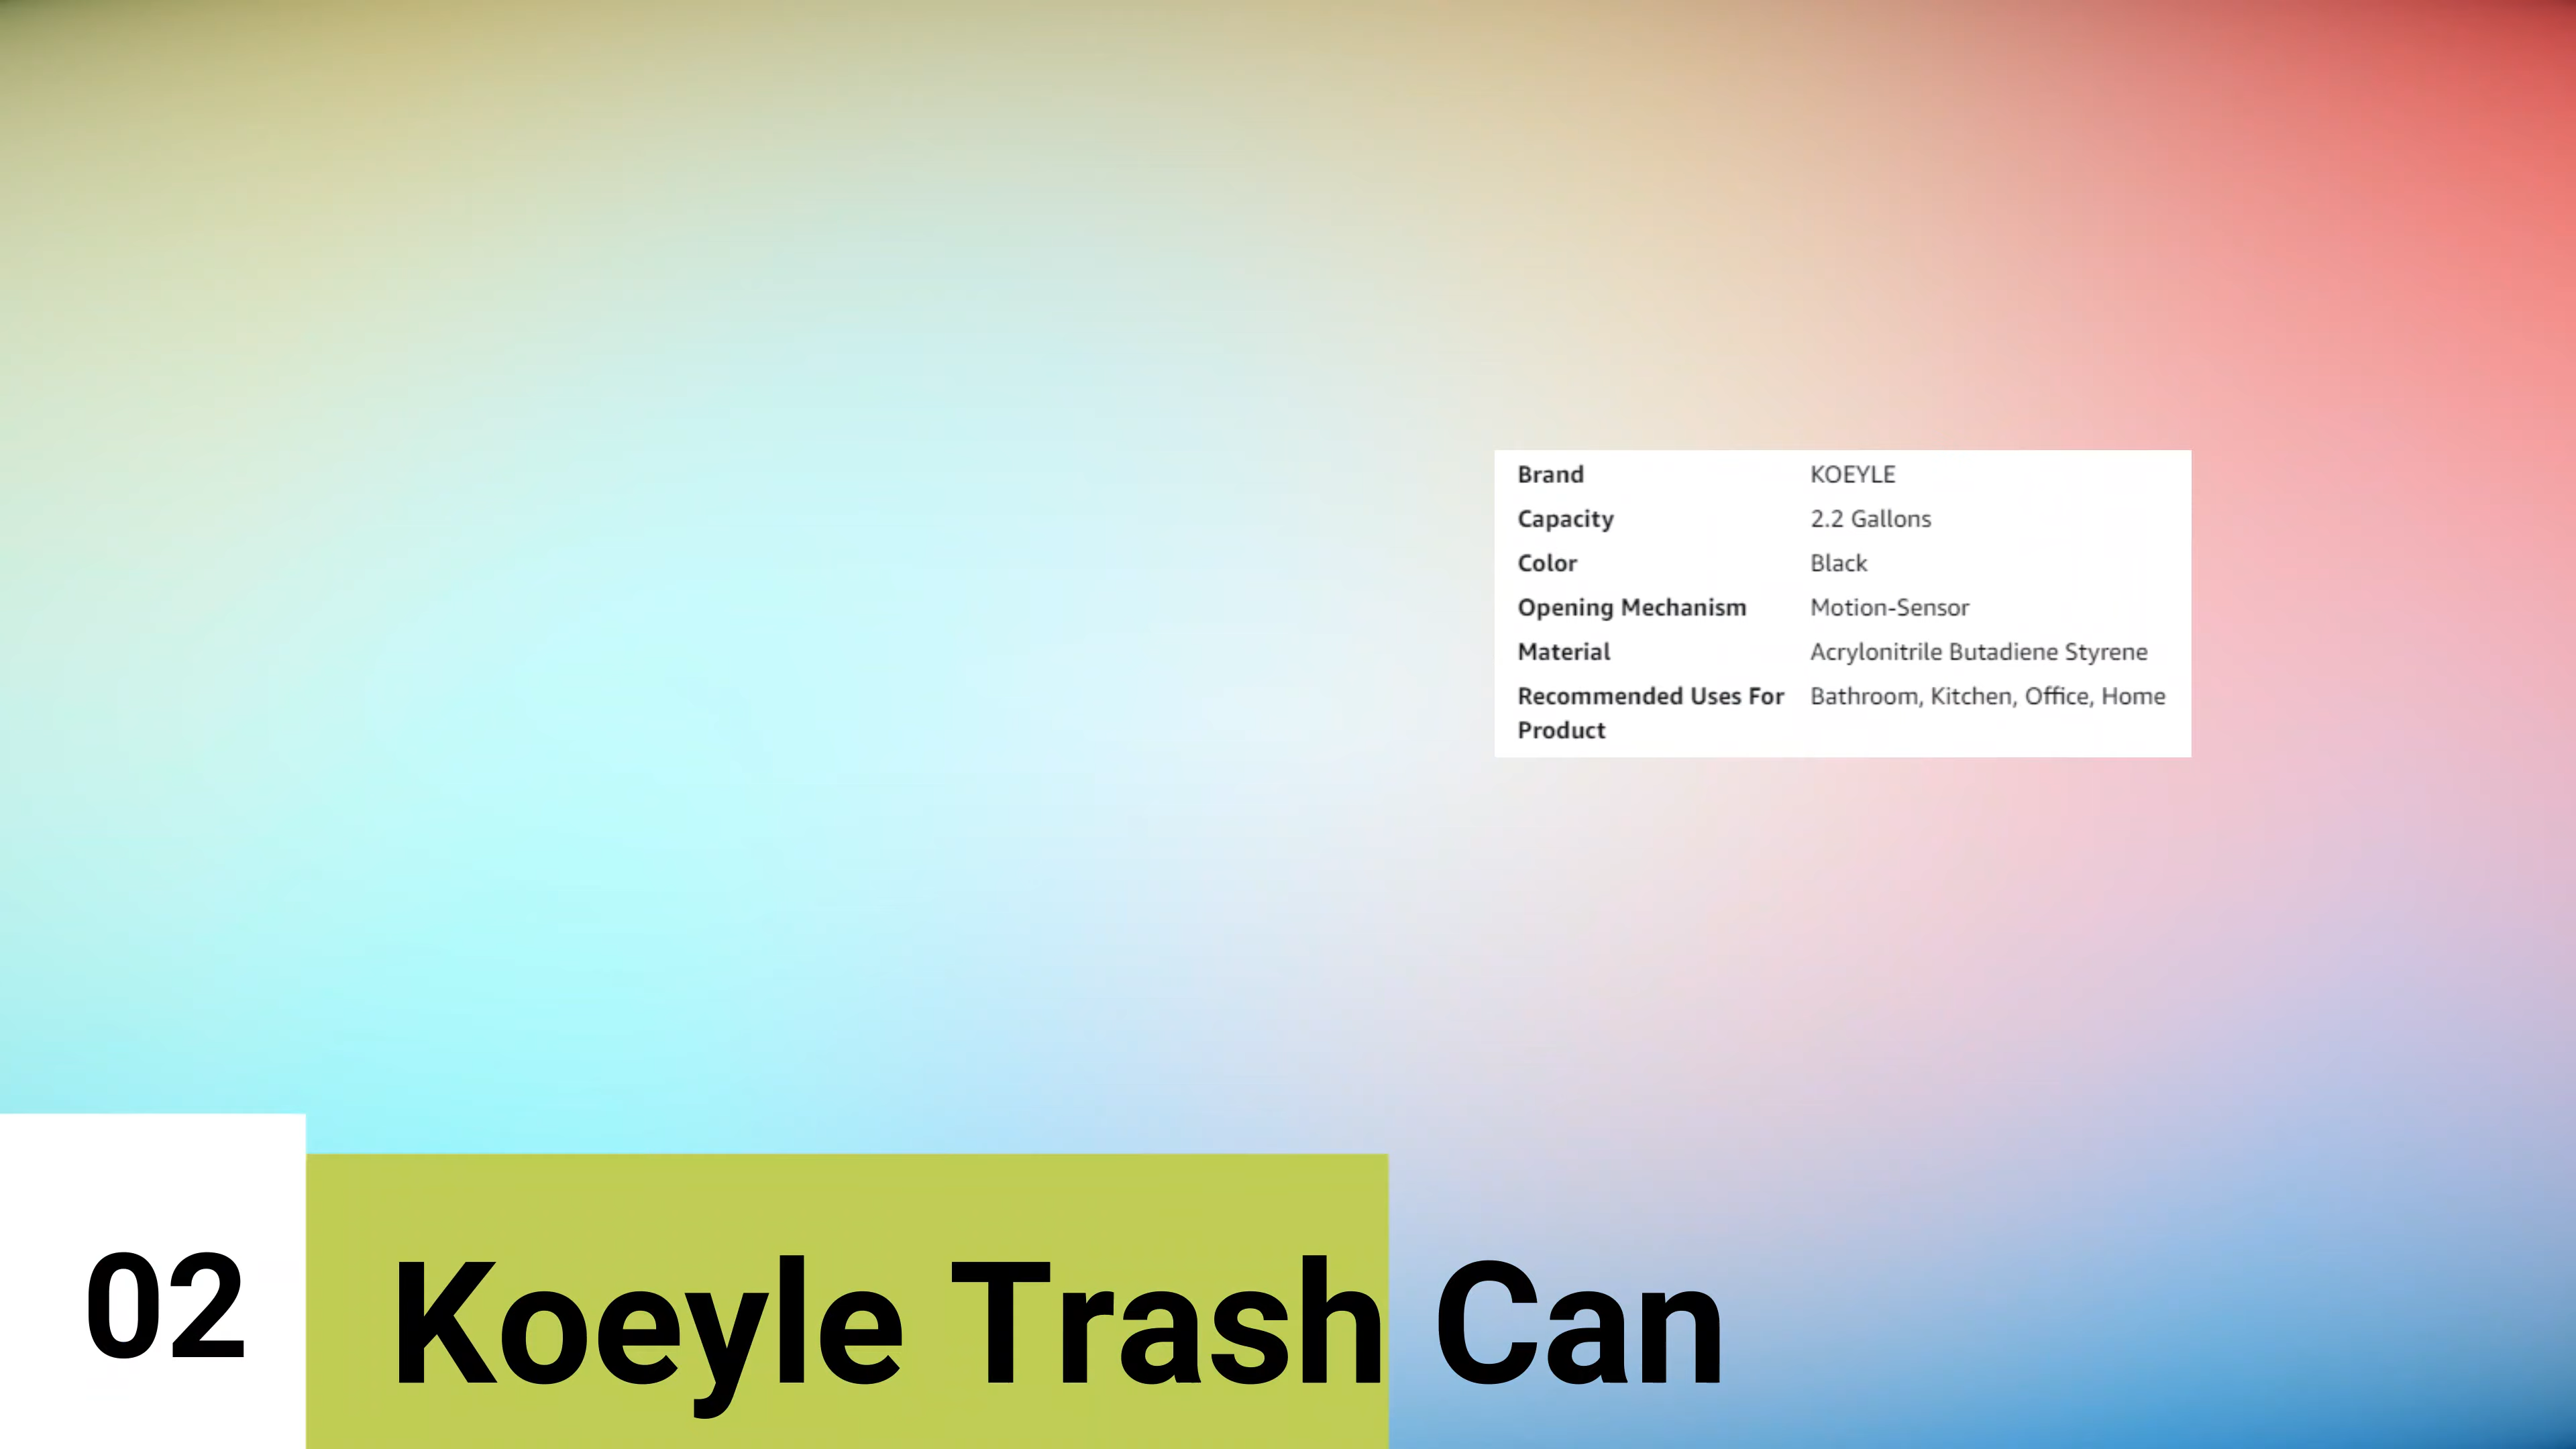 Brand KOEYLE
Capacity 2.2 Gallons
Color Black
Opening Mechanism Motion-Sensor
Material Acrylonitrile Butadiene Styrene
Recommended Uses For Bathroom, Kitchen, Office, Home
Product
02 Koeyle Trash Can